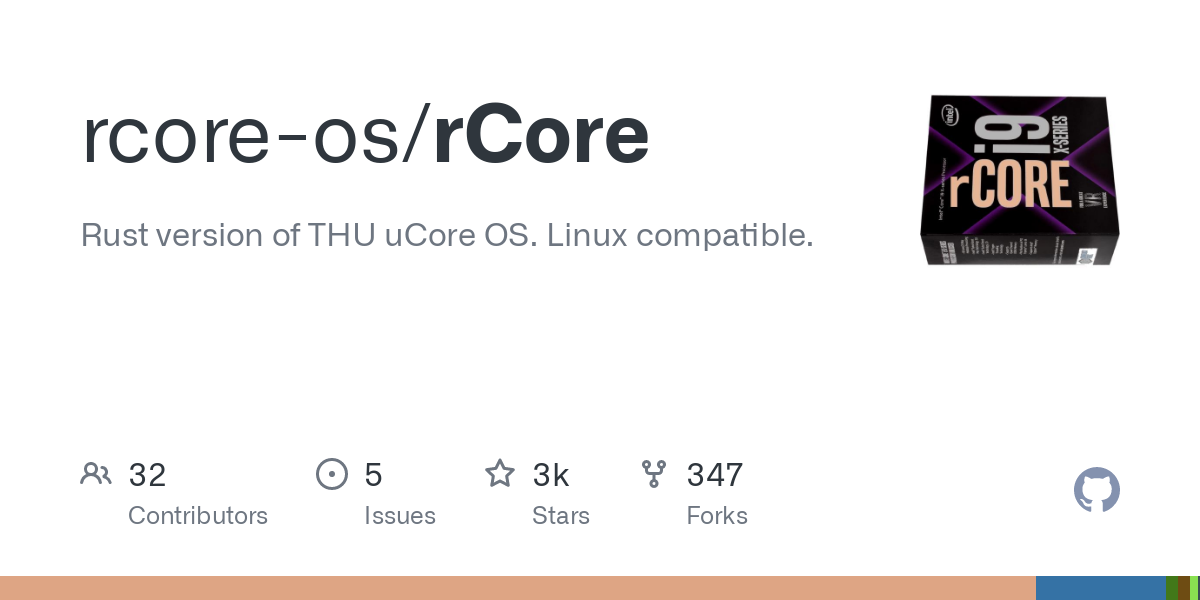 rcore-os/rCore
Rust version of THU uCore OS. Linux compatible.
intel
i9
X-SERIES
rCORE
VR
32
Contributors
5
Issues
3k
Stars
347
Forks